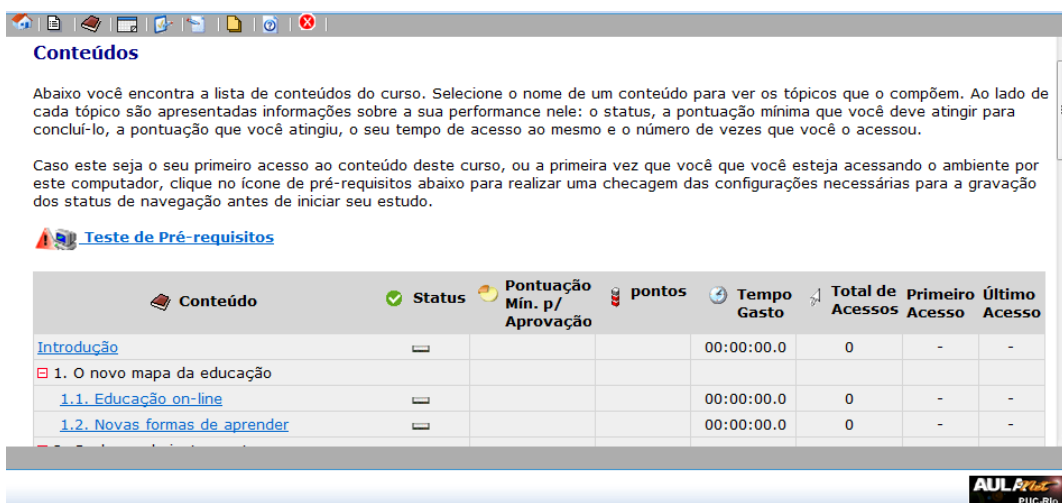 Conteúdos
Abaixo você encontra a lista de conteúdos do curso. Selecione o nome de um conteúdo para ver os tópicos que o compõem. Ao lado de
cada tópico são apresentadas informações sobre a sua performance nele: o status, a pontuação mínima que você deve atingir para
concluí-lo, a pontuação que você atingiu, o seu tempo de acesso ao mesmo e o número de vezes que você o acessou.
Caso este seja o seu primeiro acesso ao conteúdo deste curso, ou a primeira vez que você que você esteja acessando o ambiente por
este computador, clique no ícone de pré-requisitos abaixo para realizar uma checagem das configurações necessárias para a gravação
dos status de navegação antes de iniciar seu estudo.
Teste de Pré-requisitos
Conteúdo Status Pontuação Mín. p/ Aprovação pontos Tempo Gasto Total de Acessos Primeiro Acesso Último Acesso
Introdução 00:00:00.0 0 - -
1. O novo mapa da educação
1.1. Educação on-line 00:00:00.0 0 - -
1.2. Novas formas de aprender 00:00:00.0 0 - -
AULANet
PUC-Rio